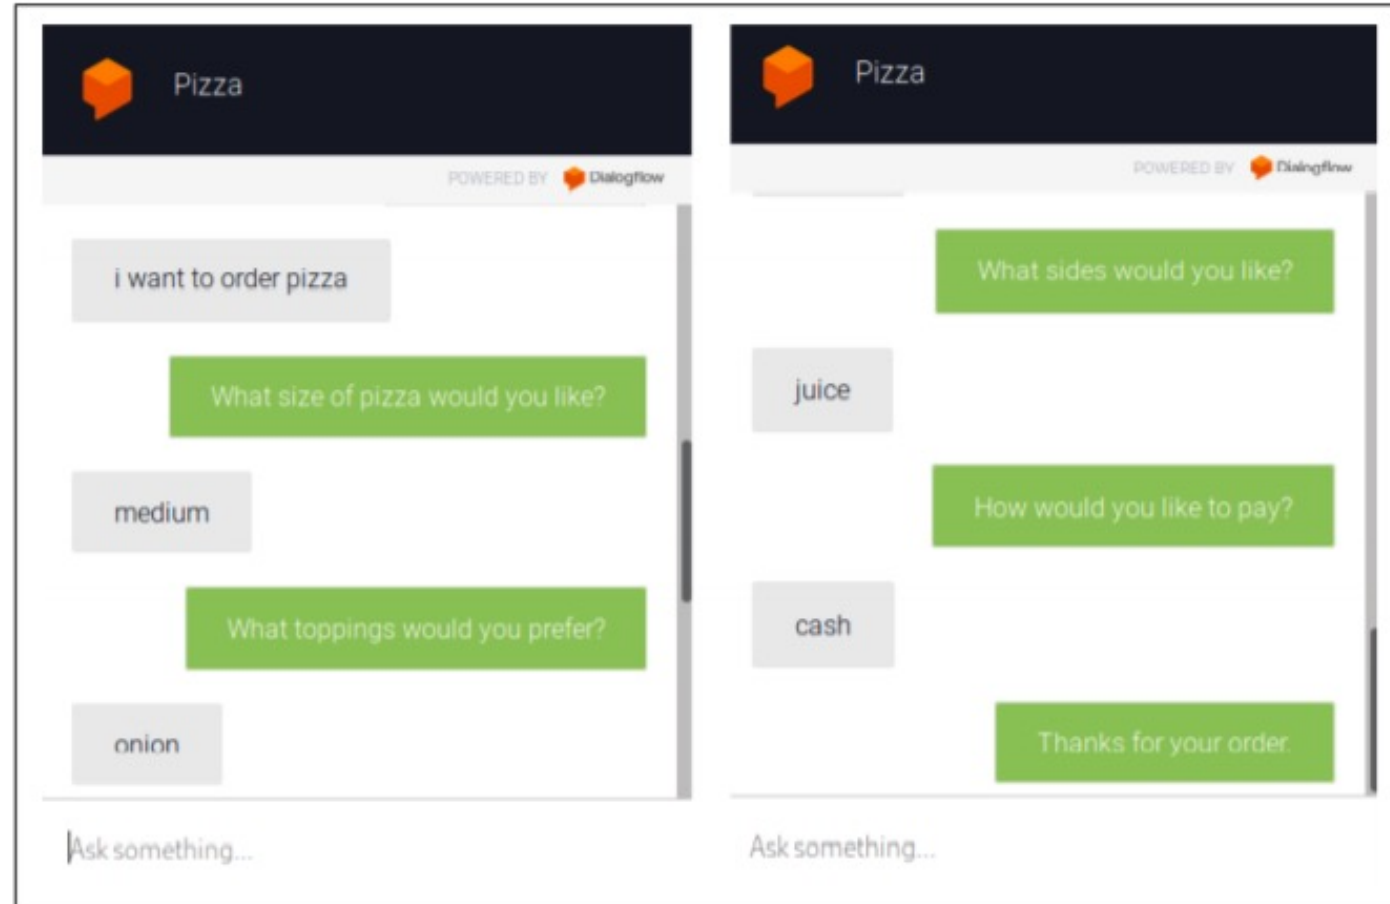 Pizza
POWERED BY Dialogflow
i want to order pizza
What size of pizza would you like?
medium
What toppings would you prefer?
onion
Ask something...
Pizza
POWERED BY Dialogflow
What sides would you like?
juice
How would you like to pay?
cash
Thanks for your order.
Ask something...